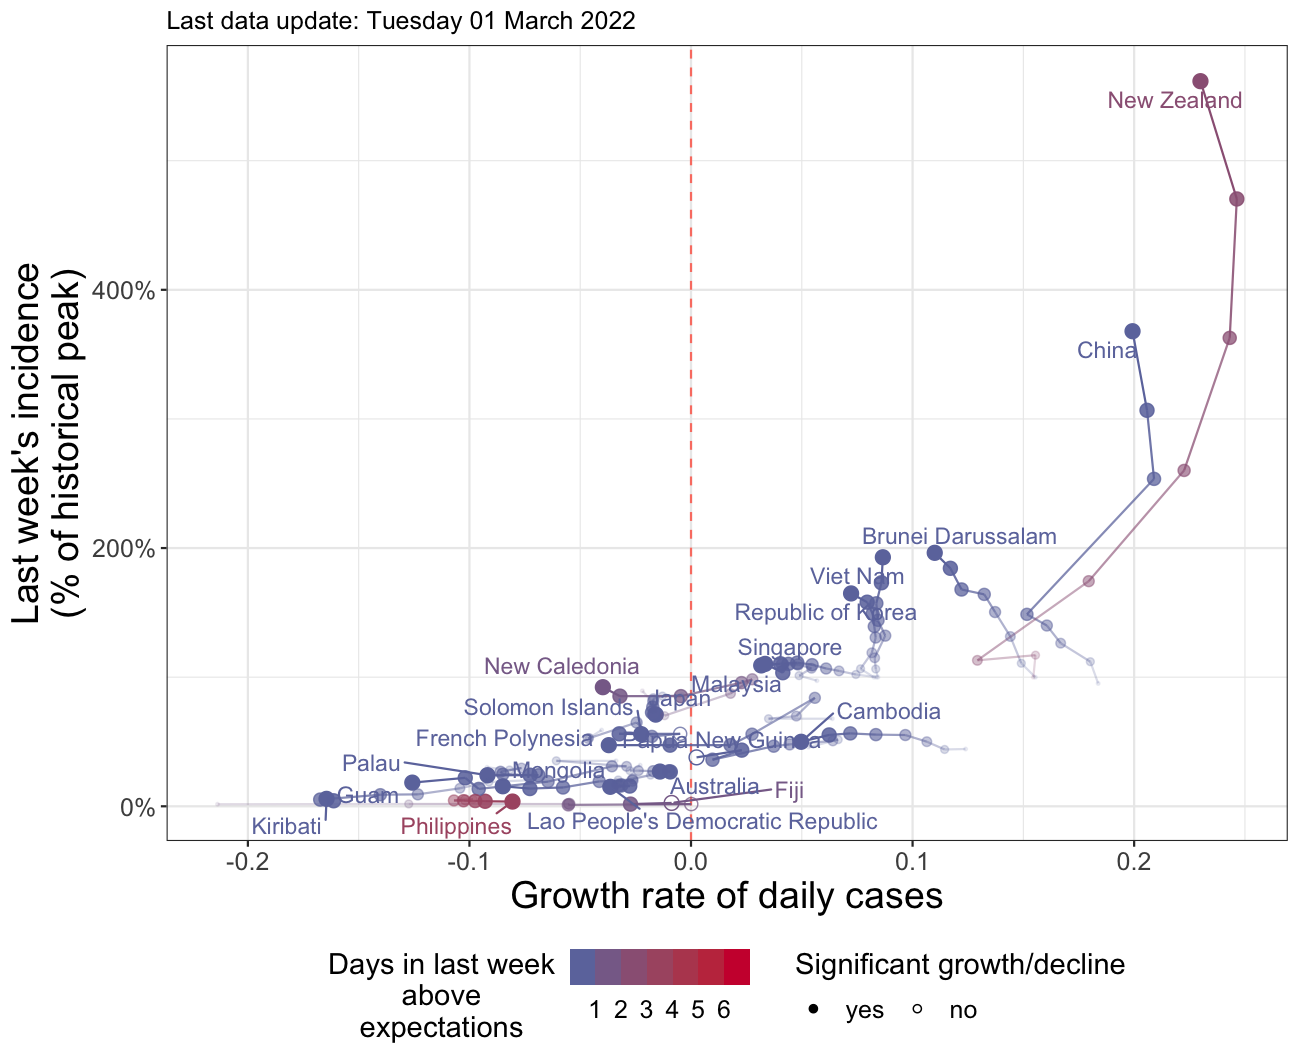 Last data update: Tuesday 01 March 2022
Last week's incidence
(% of historical peak)
400%
200%
0%
New Zealand
China
Brunei Darussalam
Viet Nam
Republic of Korea
Singapore
New Caledonia
Malaysia
Japan
Solomon Islands
Cambodia
French Polynesia
Papua New Guinea
Palau
Mongolia
Australia
Fiji
Guam
Kiribati
Philippines
Lao People's Democratic Republic
-0.2
-0.1
0.0
0.1
0.2
Growth rate of daily cases
Days in last week
above
expectations
1 2 3 4 5 6
Significant growth/decline
yes
no